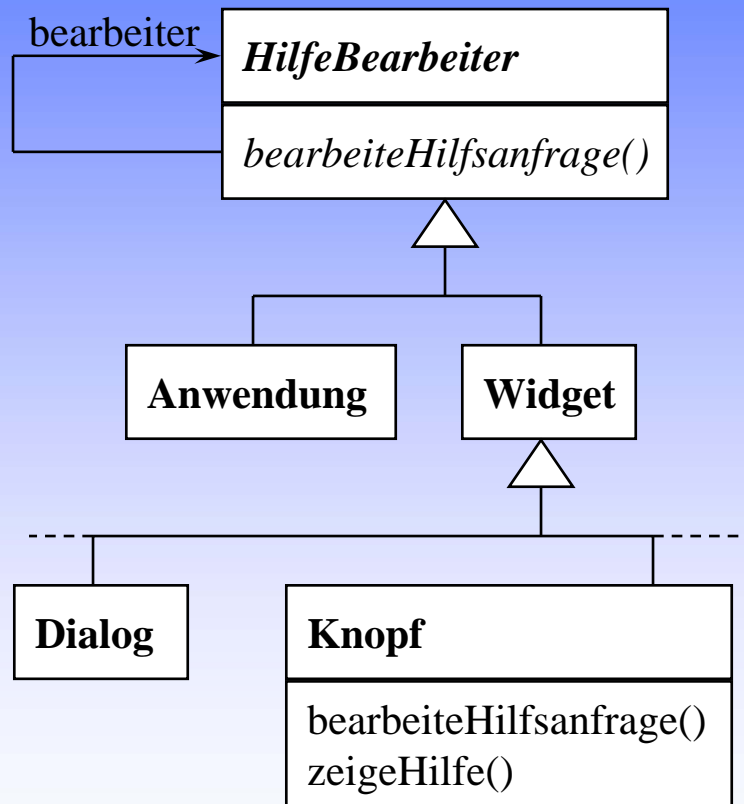 bearbeiter
HilfeBearbeiter
bearbeiteHilfsanfrage()
Anwendung
Widget
Dialog
Knopf
bearbeiteHilfsanfrage()
zeigeHilfe()